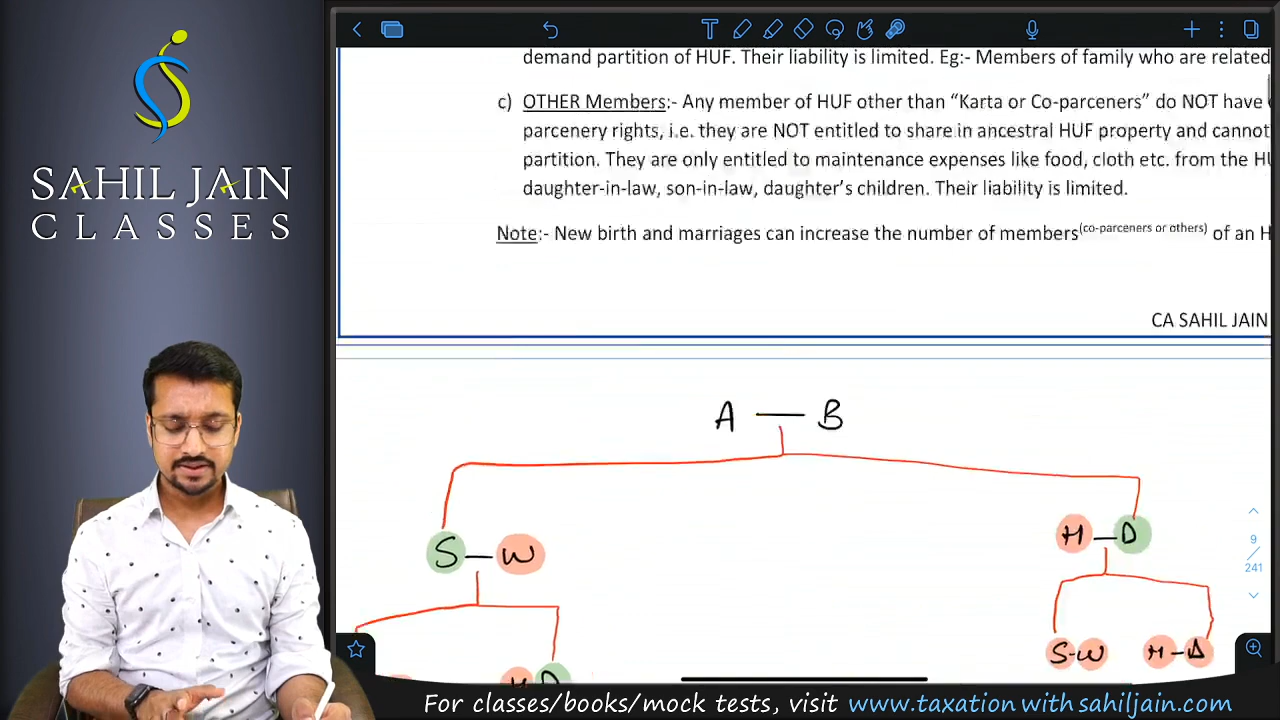 SAHIL JAIN
CLASSES
demand partition of HUF. Their liability is limited. Eg:- Members of family who are related
c) OTHER Members:- Any member of HUF other than “Karta or Co-parceners” do NOT have
parcenery rights, i.e. they are NOT entitled to share in ancestral HUF property and cannot
partition. They are only entitled to maintenance expenses like food, cloth etc. from the
daughter-in-law, son-in-law, daughter’s children. Their liability is limited.
Note:- New birth and marriages can increase the number of members(co-parceners or others) of an
CA SAHIL JAIN
A — B
S — W
H — D
S-W H-D
H D
9
241
For classes/books/mock tests, visit www.taxationwithsahiljain.com